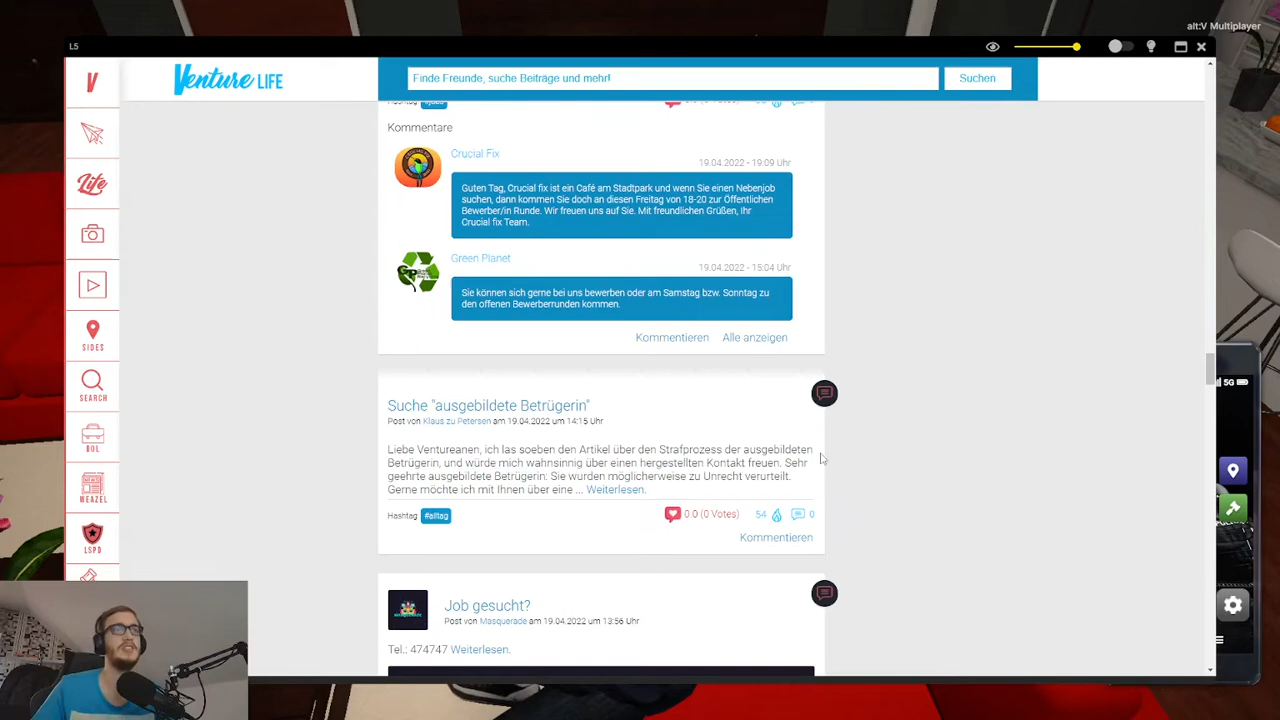 alt:V Multiplayer
L5
Venture LIFE
Finde Freunde, suche Beiträge und mehr!
Suchen
Hashtag
Kommentare
Crucial Fix
19.04.2022 - 19:09 Uhr
Guten Tag, Crucial fix ist ein Café am Stadtpark und wenn Sie einen Nebenjob
suchen, dann kommen Sie doch an diesen Freitag von 18-20 zur Öffentlichen
Bewerber/in Runde. Wir freuen uns auf Sie. Mit freundlichen Grüßen, Ihr
Crucial fix Team.
Green Planet
19.04.2022 - 15:04 Uhr
Sie können sich gerne bei uns bewerben oder am Samstag bzw. Sonntag zu
den offenen Bewerberrunden kommen.
Kommentieren Alle anzeigen
Suche "ausgebildete Betrügerin"
Post von Klaus zu Petersen am 19.04.2022 um 14:15 Uhr
Liebe Ventureanen, ich las soeben den Artikel über den Strafprozess der ausgebildeten
Betrügerin, und würde mich wahnsinnig über einen hergestellten Kontakt freuen. Sehr
geehrte ausgebildete Betrügerin: Sie wurden möglicherweise zu Unrecht verurteilt.
Gerne möchte ich mit Ihnen über eine ... Weiterlesen.
Hashtag #alltag
0.0 (0 Votes) 54 0
Kommentieren
Job gesucht?
Post von Masquerade am 19.04.2022 um 13:56 Uhr
Tel.: 474747 Weiterlesen.
V
Life
SIDES
SEARCH
DOL
WEAZEL
LSPD
5G